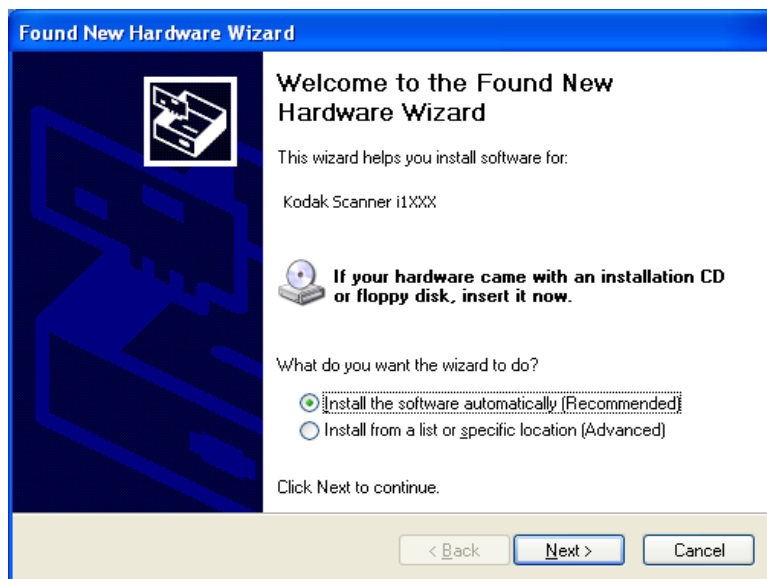 Found New Hardware Wizard
Welcome to the Found New
Hardware Wizard
This wizard helps you install software for:
Kodak Scanner i1XXX
If your hardware came with an installation CD
or floppy disk, insert it now.
What do you want the wizard to do?
Install the software automatically (Recommended)
Install from a list or specific location (Advanced)
Click Next to continue.
< Back Next > Cancel